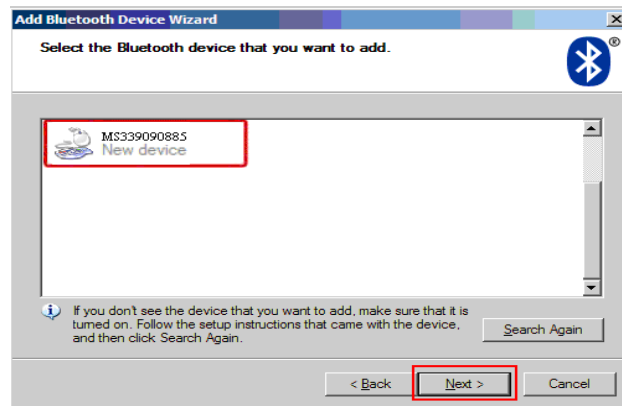 Add Bluetooth Device Wizard
Select the Bluetooth device that you want to add.
®
MS339090885
New device
If you don't see the device that you want to add, make sure that it is
turned on. Follow the setup instructions that came with the device,
and then click Search Again.
Search Again
< Back
Next >
Cancel